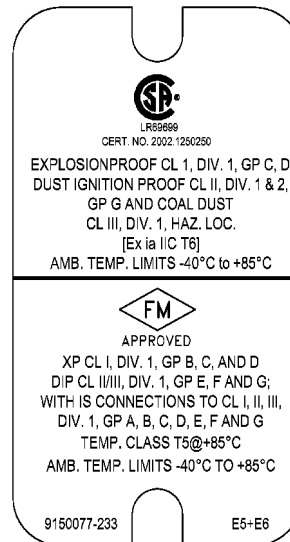 SA
LR69699
CERT. NO. 2002.1250250
EXPLOSIONPROOF CL 1, DIV. 1, GP C, D
DUST IGNITION PROOF CL II, DIV. 1 & 2,
GP G AND COAL DUST
CL III, DIV. 1, HAZ. LOC.
[Ex ia IIC T6]
AMB. TEMP. LIMITS -40°C to +85°C
FM
APPROVED
XP CL I, DIV. 1, GP B, C, AND D
DIP CL II/III, DIV. 1, GP E, F AND G;
WITH IS CONNECTIONS TO CL I, II, III,
DIV. 1, GP A, B, C, D, E, F AND G
TEMP. CLASS T5@+85°C
AMB. TEMP. LIMITS -40°C TO +85°C
9150077-233 E5+E6